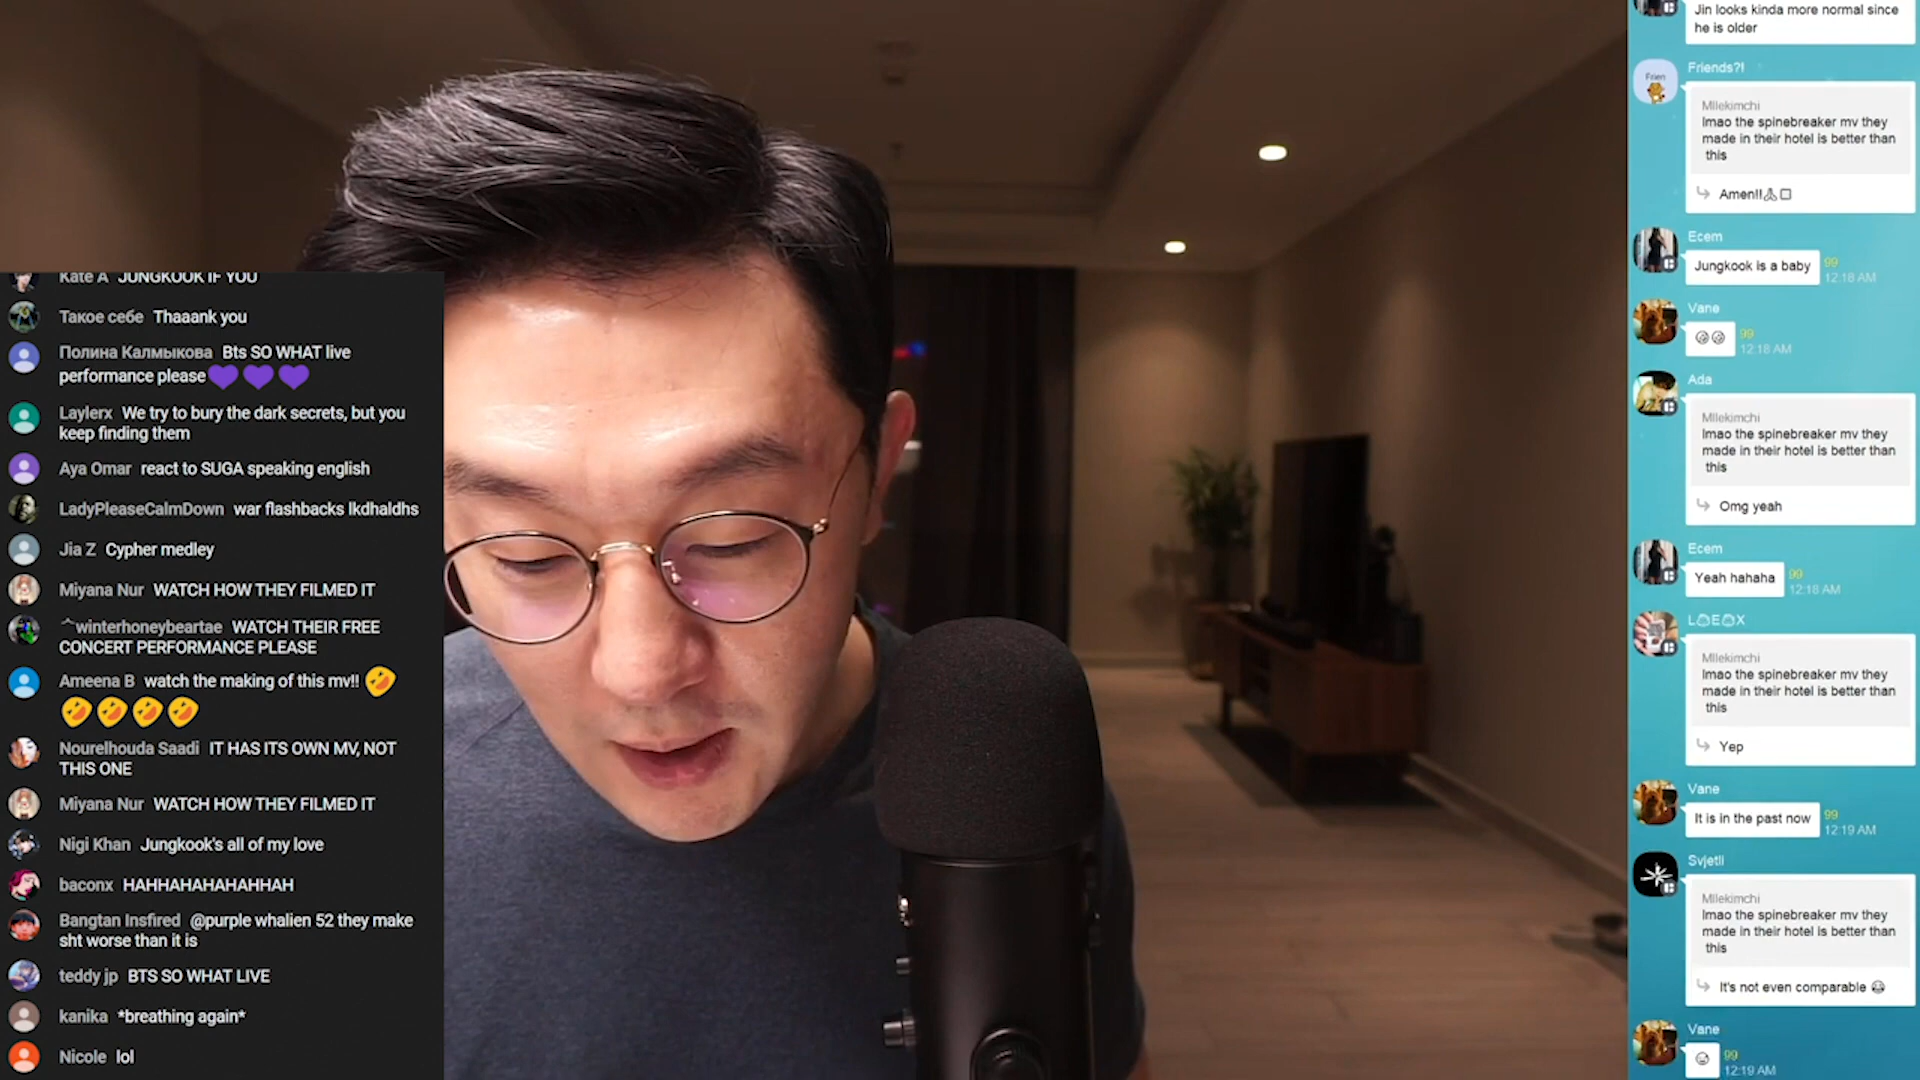 Kate A JUNGKOOK IF YOU
Такое себе Thaaank you
Полина Калмыкова Bts SO WHAT live
performance please💜💜💜
Laylerx We try to bury the dark secrets, but you
keep finding them
Aya Omar react to SUGA speaking english
LadyPleaseCalmDown war flashbacks lkdhaldhs
Jia Z Cypher medley
Miyana Nur WATCH HOW THEY FILMED IT
^winterhoneybeartae WATCH THEIR FREE
CONCERT PERFORMANCE PLEASE
Ameena B watch the making of this mv!! 🤣
🤣🤣🤣🤣
Nourelhouda Saadi IT HAS ITS OWN MV, NOT
THIS ONE
Miyana Nur WATCH HOW THEY FILMED IT
Nigi Khan Jungkook's all of my love
baconx HAHHAHAHAHAHHAH
Bangtan Insfired @purple whalien 52 they make
sht worse than it is
teddy jp BTS SO WHAT LIVE
kanika *breathing again*
Nicole lol
Jin looks kinda more normal since
he is older
Friends?!
Frien
Mllekimchi
lmao the spinebreaker mv they
made in their hotel is better than
this
Amen!!🙏□
Ecem
Jungkook is a baby
99
12:18 AM
Vane
99
12:18 AM
Ada
Mllekimchi
lmao the spinebreaker mv they
made in their hotel is better than
this
Omg yeah
Ecem
Yeah hahaha
99
12:18 AM
Mllekimchi
lmao the spinebreaker mv they
made in their hotel is better than
this
Yep
Vane
It is in the past now
99
12:19 AM
Svjetli
Mllekimchi
lmao the spinebreaker mv they
made in their hotel is better than
this
It's not even comparable 😂
Vane
99
12:19 AM